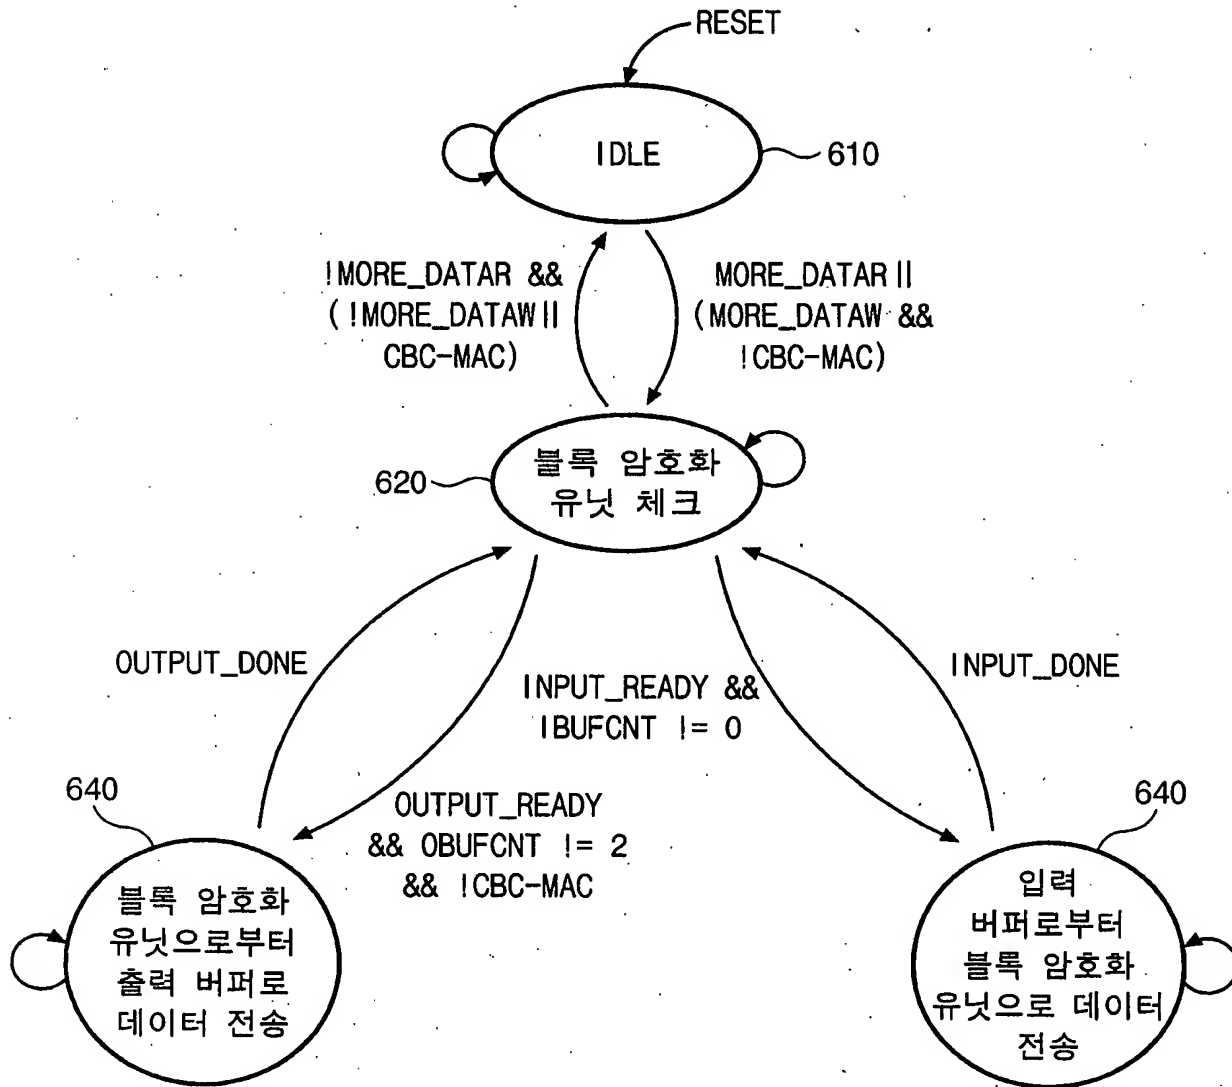 RESET
IDLE
610
!MORE_DATAR &&
(!MORE_DATAW||
CBC-MAC)
MORE_DATAR||
(MORE_DATAW &&
!CBC-MAC)
620
블록 암호화
유닛 체크
OUTPUT_DONE
INPUT_READY &&
IBUFCNT != 0
INPUT_DONE
OUTPUT_READY
&& OBUFCNT != 2
&& !CBC-MAC
640
블록 암호화
유닛으로부터
출력 버퍼로
데이터 전송
640
입력
버퍼로부터
블록 암호화
유닛으로 데이터
전송